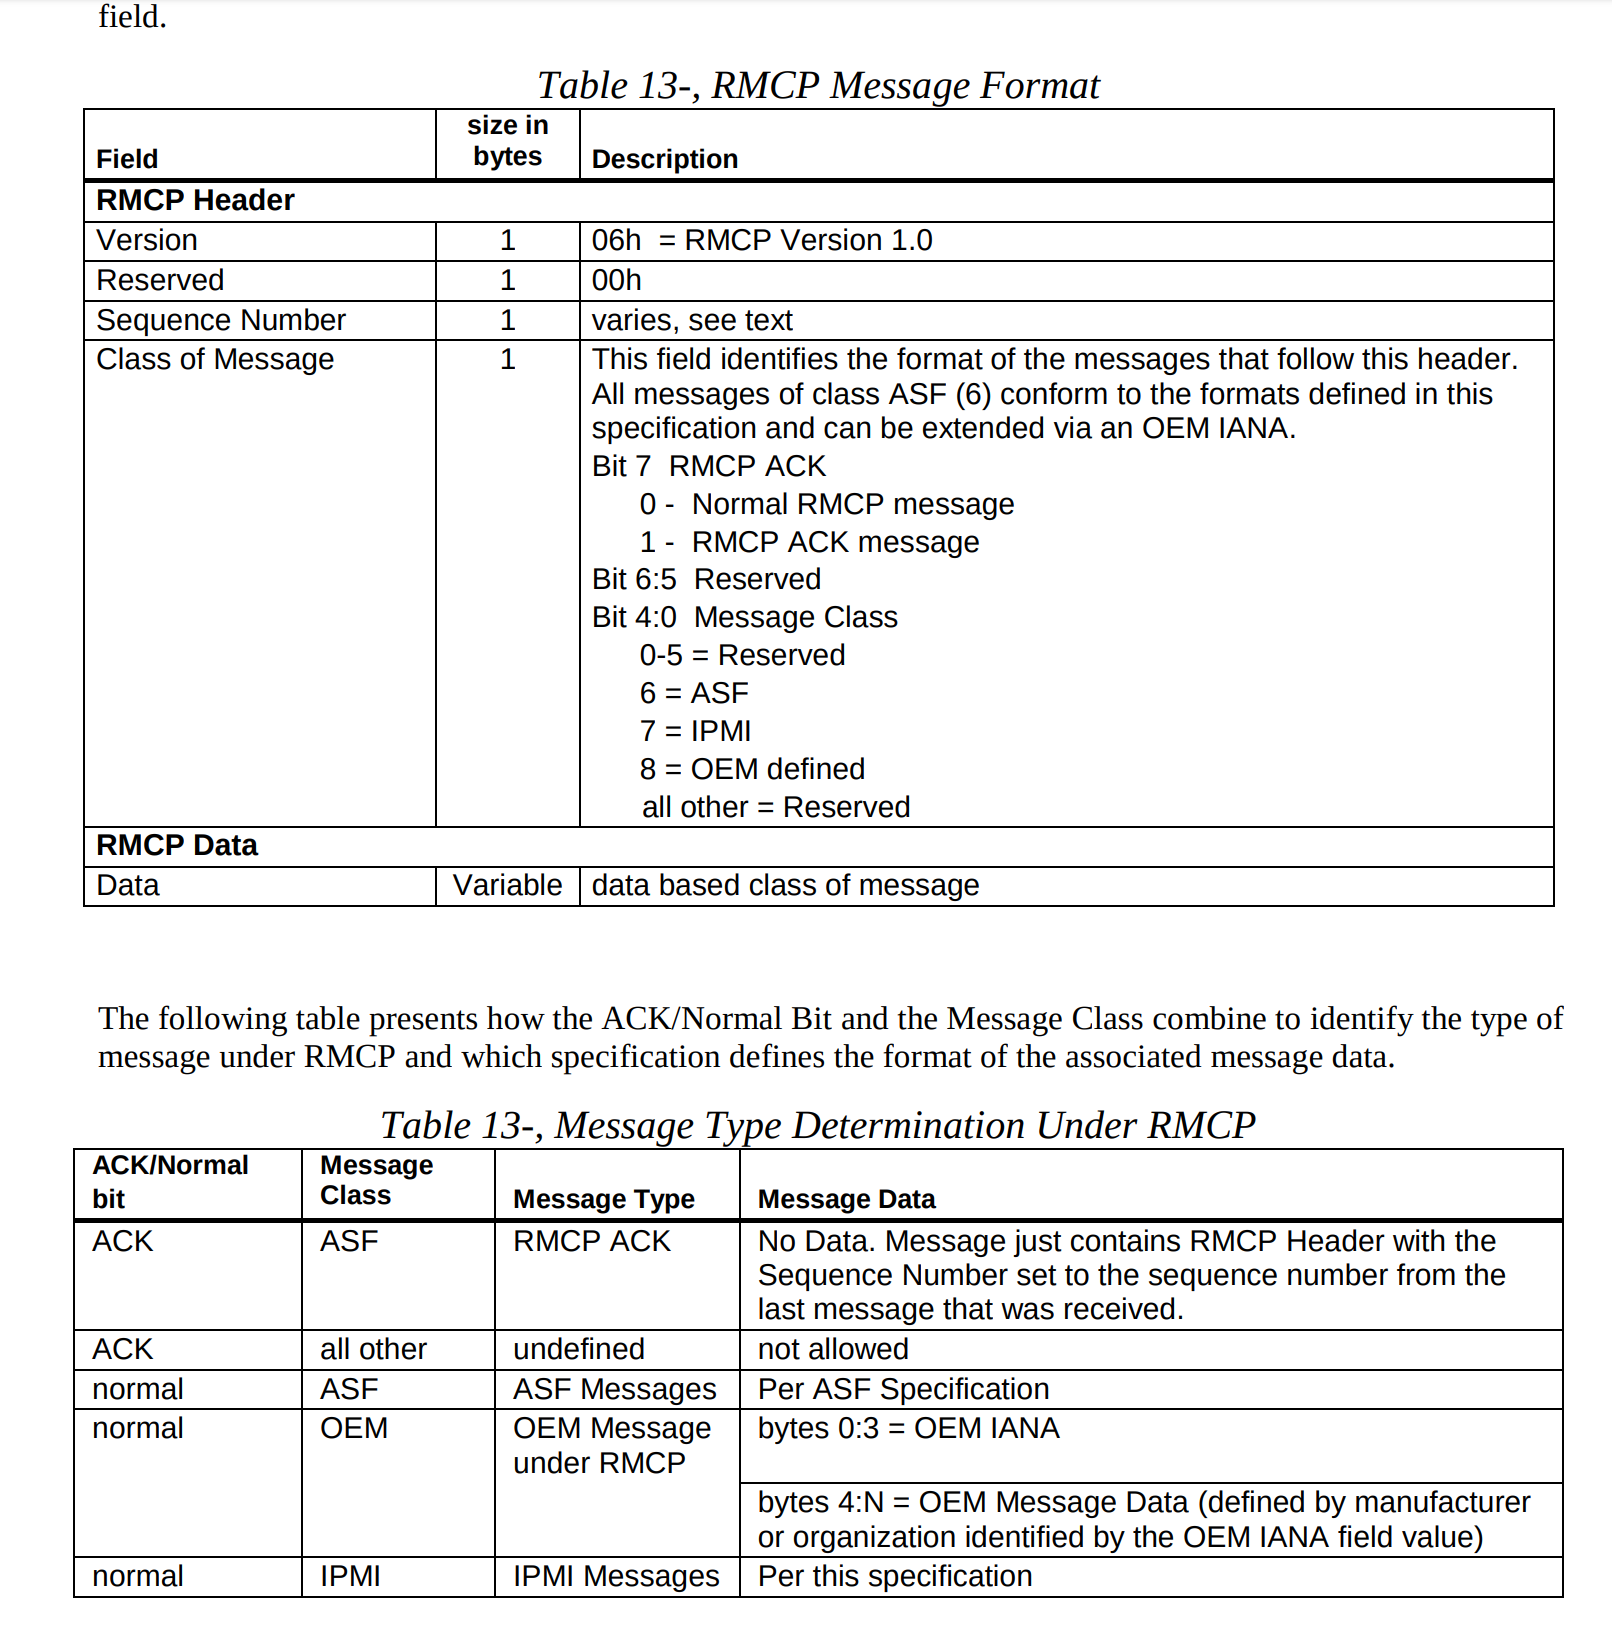 field.
Table 13-, RMCP Message Format
Field size in bytes Description
RMCP Header
Version 1 06h  = RMCP Version 1.0
Reserved 1 00h
Sequence Number 1 varies, see text
Class of Message 1 This field identifies the format of the messages that follow this header.
All messages of class ASF (6) conform to the formats defined in this
specification and can be extended via an OEM IANA.
Bit 7  RMCP ACK
0 -  Normal RMCP message
1 -  RMCP ACK message
Bit 6:5  Reserved
Bit 4:0  Message Class
0-5 = Reserved
6 = ASF
7 = IPMI
8 = OEM defined
all other = Reserved
RMCP Data
Data Variable data based class of message
The following table presents how the ACK/Normal Bit and the Message Class combine to identify the type of
message under RMCP and which specification defines the format of the associated message data.
Table 13-, Message Type Determination Under RMCP
ACK/Normal bit Message Class Message Type Message Data
ACK ASF RMCP ACK No Data. Message just contains RMCP Header with the
Sequence Number set to the sequence number from the
last message that was received.
ACK all other undefined not allowed
normal ASF ASF Messages Per ASF Specification
normal OEM OEM Message under RMCP bytes 0:3 = OEM IANA
bytes 4:N = OEM Message Data (defined by manufacturer
or organization identified by the OEM IANA field value)
normal IPMI IPMI Messages Per this specification